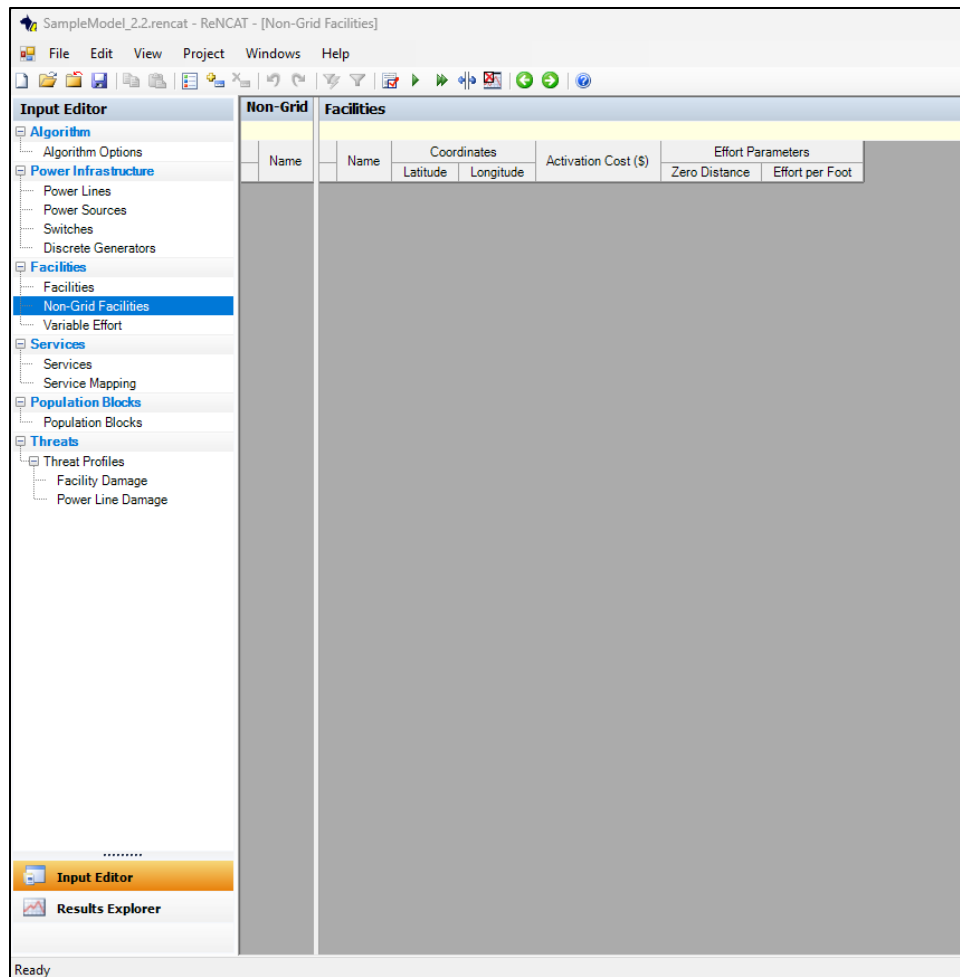 SampleModel_2.2.rencat - ReNCAT - [Non-Grid Facilities]
File Edit View Project Windows Help
Input Editor
Algorithm
Algorithm Options
Power Infrastructure
Power Lines
Power Sources
Switches
Discrete Generators
Facilities
Facilities
Non-Grid Facilities
Variable Effort
Services
Services
Service Mapping
Population Blocks
Population Blocks
Threats
Threat Profiles
Facility Damage
Power Line Damage
Input Editor
Results Explorer
Non-Grid
Name
Facilities
Name Coordinates Activation Cost ($) Effort Parameters
Latitude Longitude Zero Distance Effort per Foot
Ready